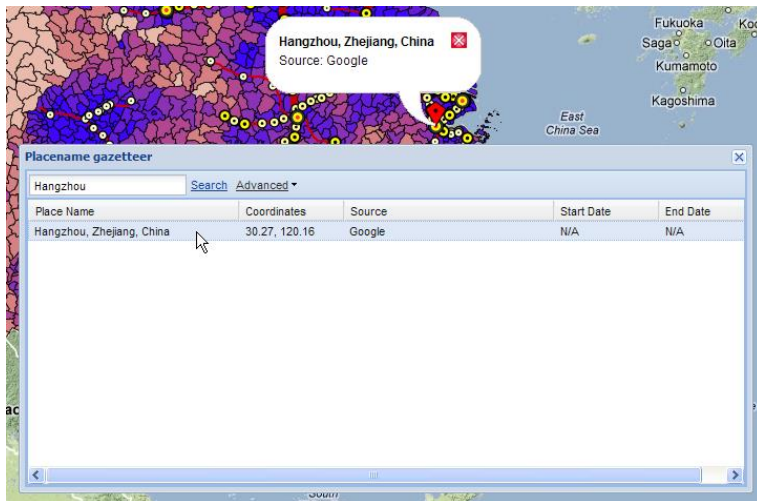 Fukuoka
Saga
Oita
Kumamoto
Kagoshima
East
China Sea
Hangzhou, Zhejiang, China
Source: Google
Placename gazetteer
Hangzhou Search Advanced
Place Name Coordinates Source Start Date End Date
Hangzhou, Zhejiang, China 30.27, 120.16 Google N/A N/A
South